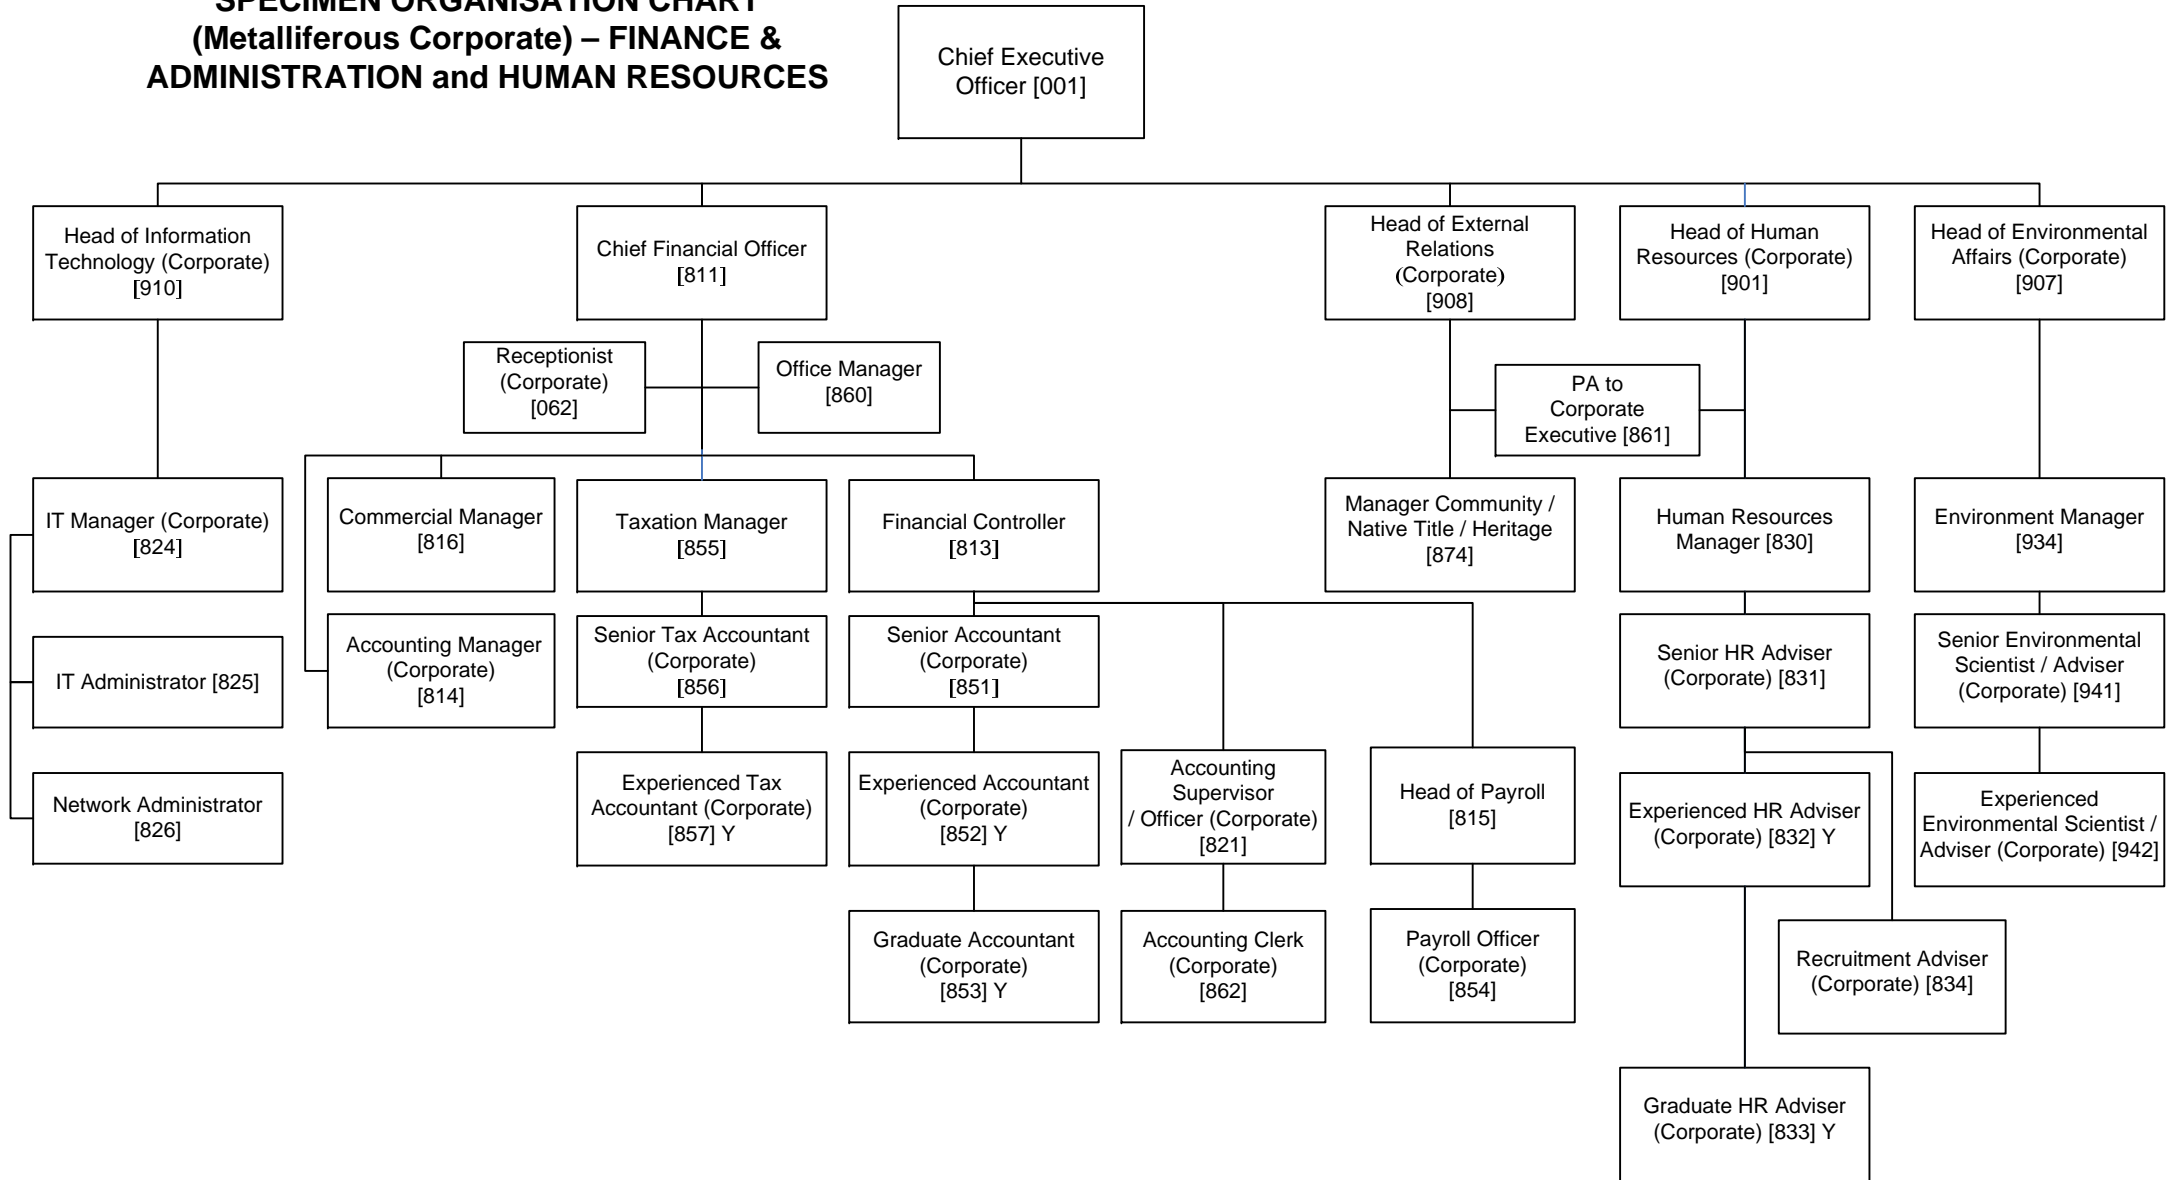 SPECIMEN ORGANISATION CHART
(Metalliferous Corporate) – FINANCE &
ADMINISTRATION and HUMAN RESOURCES
Chief Executive
Officer [001]
Head of Information
Technology (Corporate)
[910]
Chief Financial Officer
[811]
Head of External
Relations
(Corporate)
[908]
Head of Human
Resources (Corporate)
[901]
Head of Environmental
Affairs (Corporate)
[907]
Receptionist
(Corporate)
[062]
Office Manager
[860]
PA to
Corporate
Executive [861]
IT Manager (Corporate)
[824]
Commercial Manager
[816]
Taxation Manager
[855]
Financial Controller
[813]
Manager Community /
Native Title / Heritage
[874]
Human Resources
Manager [830]
Environment Manager
[934]
IT Administrator [825]
Accounting Manager
(Corporate)
[814]
Senior Tax Accountant
(Corporate)
[856]
Senior Accountant
(Corporate)
[851]
Senior HR Adviser
(Corporate) [831]
Senior Environmental
Scientist / Adviser
(Corporate) [941]
Network Administrator
[826]
Experienced Tax
Accountant (Corporate)
[857] Y
Experienced Accountant
(Corporate)
[852] Y
Accounting
Supervisor
/ Officer (Corporate)
[821]
Head of Payroll
[815]
Experienced HR Adviser
(Corporate) [832] Y
Experienced
Environmental Scientist /
Adviser (Corporate) [942]
Graduate Accountant
(Corporate)
[853] Y
Accounting Clerk
(Corporate)
[862]
Payroll Officer
(Corporate)
[854]
Recruitment Adviser
(Corporate) [834]
Graduate HR Adviser
(Corporate) [833] Y